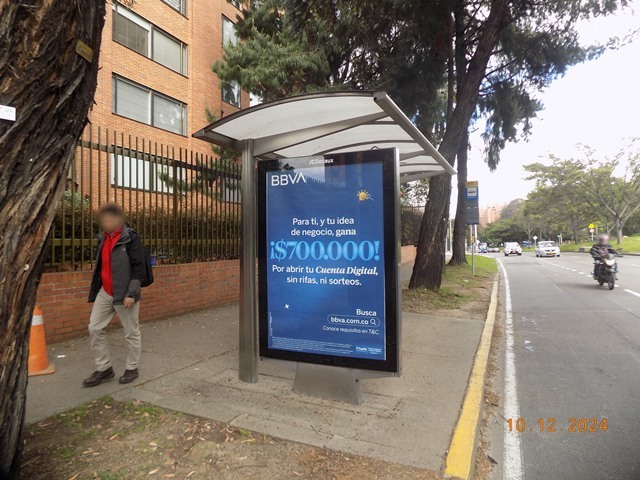 JCDecaux
BBVA
Para ti, y tu idea
de negocio, gana
¡$700.000!
Por abrir tu Cuenta Digital,
sin rifas, ni sorteos.
Busca
bbva.com.co
Conoce requisitos en T&C
10.12.2024